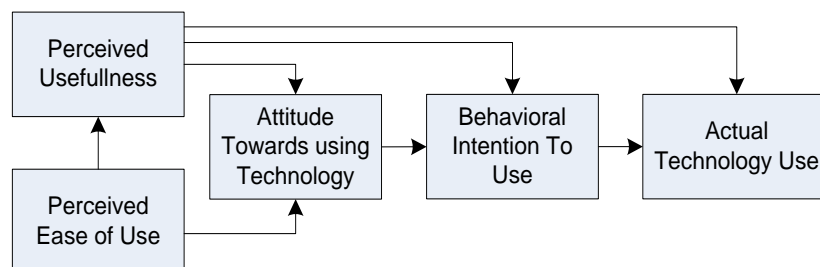 Perceived
Usefullness
Attitude
Towards using
Technology
Behavioral
Intention To
Use
Actual
Technology Use
Perceived
Ease of Use